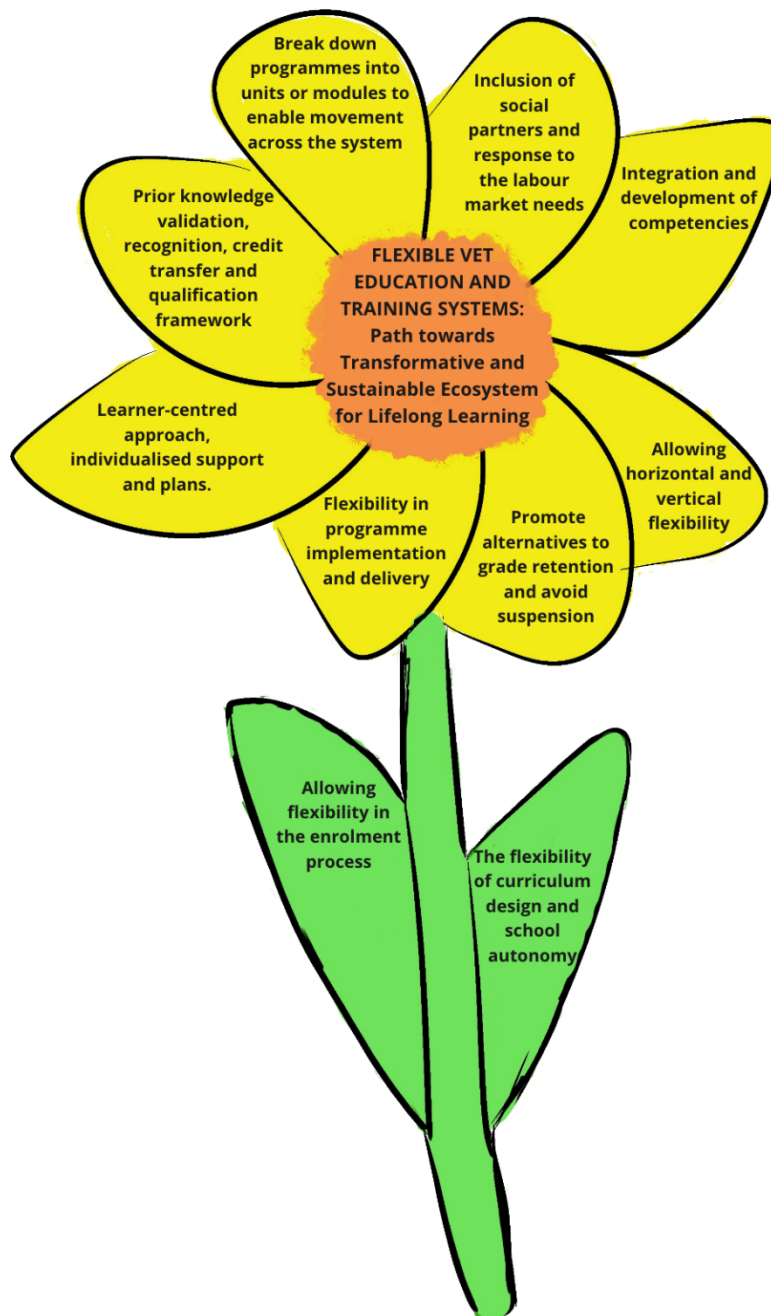 Break down
programmes into
units or modules to
enable movement
across the system
Inclusion of
social
partners and
response to
the labour
market needs
Integration and
development of
competencies
Prior knowledge
validation,
recognition, credit
transfer and
qualification
framework
FLEXIBLE VET
EDUCATION AND
TRAINING SYSTEMS:
Path towards
Transformative and
Sustainable Ecosystem
for Lifelong Learning
Learner-centred
approach,
individualised support
and plans.
Flexibility in
programme
implementation
and delivery
Promote
alternatives to
grade retention
and avoid
suspension
Allowing
horizontal and
vertical
flexibility
Allowing
flexibility in
the enrolment
process
The flexibility
of curriculum
design and
school
autonomy